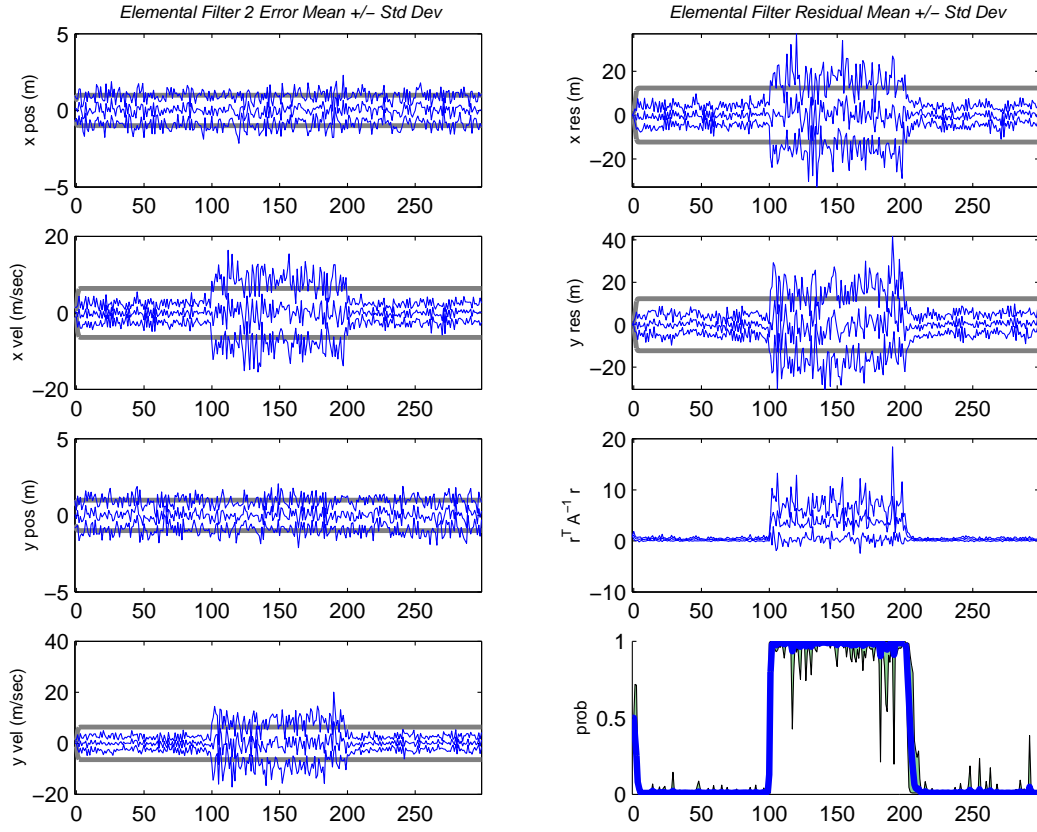 Elemental Filter 2 Error Mean +/- Std Dev
5
0
−5
x pos (m)
0 50 100 150 200 250
20
0
−20
x vel (m/sec)
0 50 100 150 200 250
5
0
−5
y pos (m)
0 50 100 150 200 250
40
20
0
−20
y vel (m/sec)
0 50 100 150 200 250
Elemental Filter Residual Mean +/- Std Dev
20
0
−20
x res (m)
0 50 100 150 200 250
40
20
0
−20
y res (m)
0 50 100 150 200 250
20
10
0
−10
r^T A^−1 r
0 50 100 150 200 250
1
0.5
0
prob
0 50 100 150 200 250